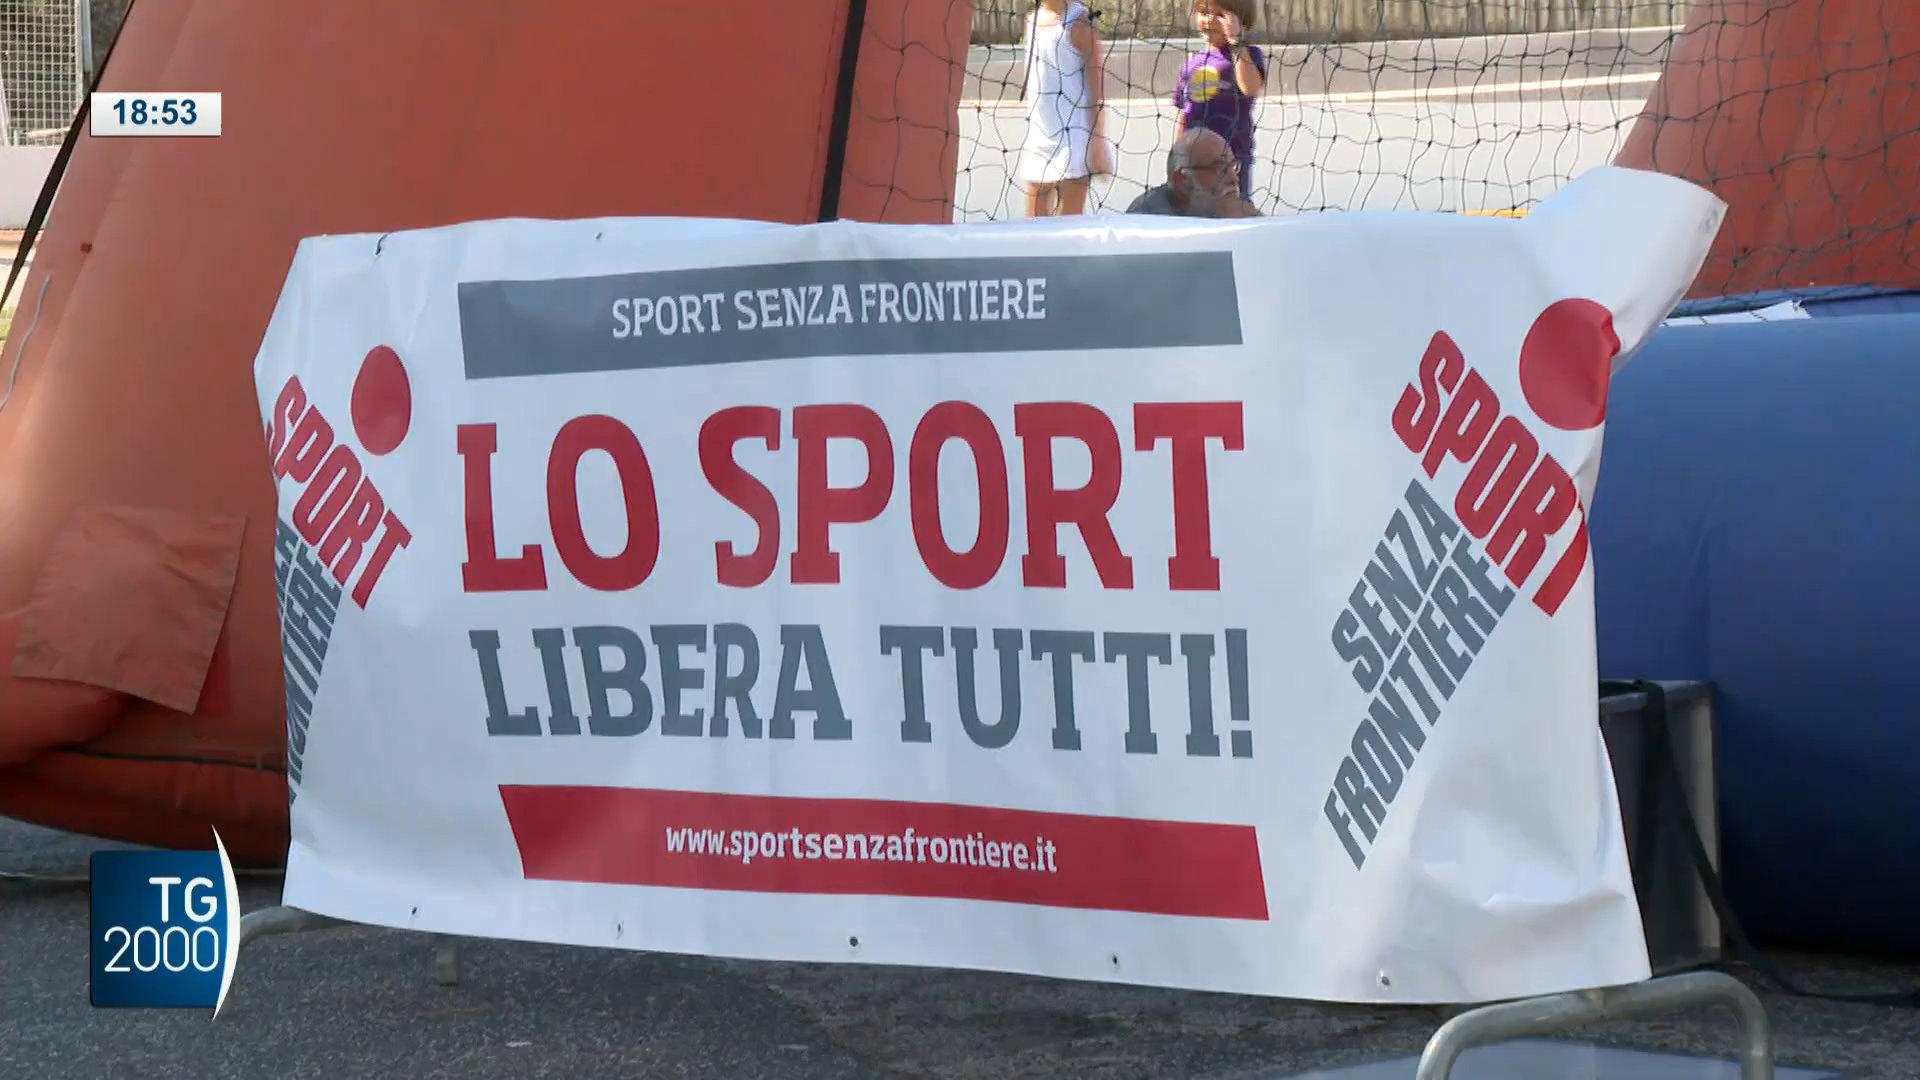 18:53
SPORT SENZA FRONTIERE
LO SPORT
LIBERA TUTTI!
www.sportsenzafrontiere.it
SPORT
FRONTIERE
SPORT
SENZA
FRONTIERE
TG
2000